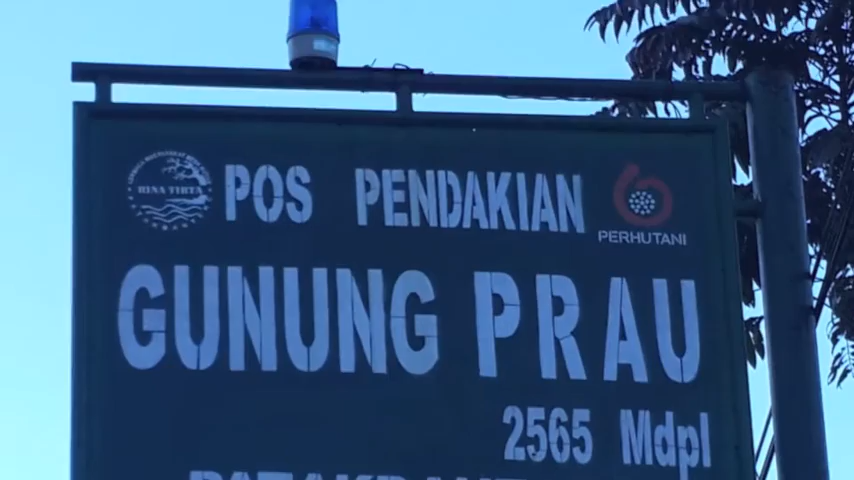 BINA TIRTA
POS PENDAKIAN
PERHUTANI
GUNUNG PRAU
2565 Mdpl